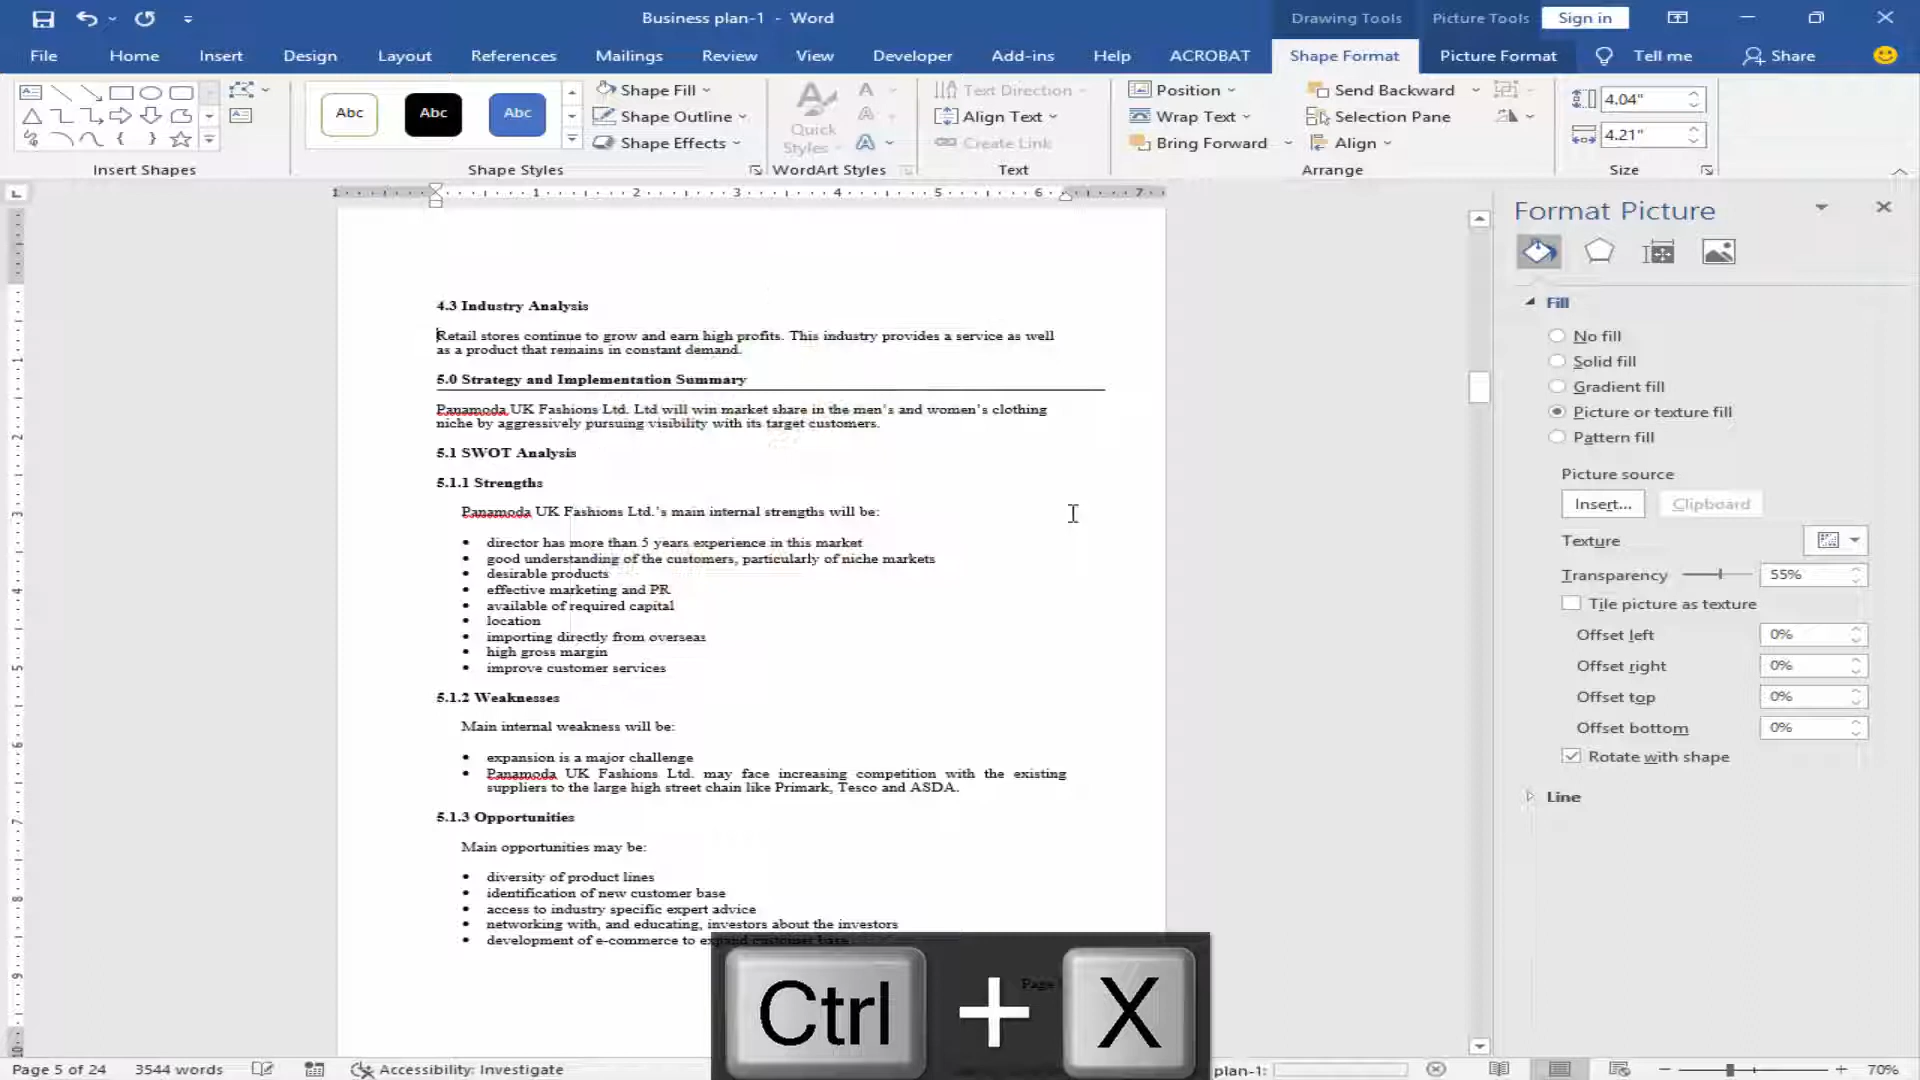 Business plan-1 - Word
Drawing Tools
Picture Tools
Sign in
File
Home
Insert
Design
Layout
References
Mailings
Review
View
Developer
Add-ins
Help
ACROBAT
Shape Format
Picture Format
Tell me
Share
Abc
Abc
Abc
Shape Fill
Shape Outline
Shape Effects
Quick
Styles
Text Direction
Align Text
Create Link
Position
Wrap Text
Bring Forward
Send Backward
Selection Pane
Align
4.04"
4.21"
Insert Shapes
Shape Styles
WordArt Styles
Text
Arrange
Size
4.3 Industry Analysis
Retail stores continue to grow and earn high profits. This industry provides a service as well
as a product that remains in constant demand.
5.0 Strategy and Implementation Summary
Panamoda UK Fashions Ltd. Ltd will win market share in the men's and women's clothing
niche by aggressively pursuing visibility with its target customers.
5.1 SWOT Analysis
5.1.1 Strengths
Panamoda UK Fashions Ltd.'s main internal strengths will be:
• director has more than 5 years experience in this market
• good understanding of the customers, particularly of niche markets
• desirable products
• effective marketing and PR
• available of required capital
• location
• importing directly from overseas
• high gross margin
• improve customer services
5.1.2 Weaknesses
Main internal weakness will be:
• expansion is a major challenge
• Panamoda UK Fashions Ltd. may face increasing competition with the existing
suppliers to the large high street chain like Primark, Tesco and ASDA.
5.1.3 Opportunities
Main opportunities may be:
• diversity of product lines
• identification of new customer base
• access to industry specific expert advice
• networking with, and educating, investors about the investors
• development of e-commerce to expand customer base
Page
Ctrl + X
Format Picture
Fill
No fill
Solid fill
Gradient fill
Picture or texture fill
Pattern fill
Picture source
Insert...
Clipboard
Texture
Transparency
55%
Tile picture as texture
Offset left
0%
Offset right
0%
Offset top
0%
Offset bottom
0%
Rotate with shape
Line
Page 5 of 24
3544 words
Accessibility: Investigate
plan-1:
70%